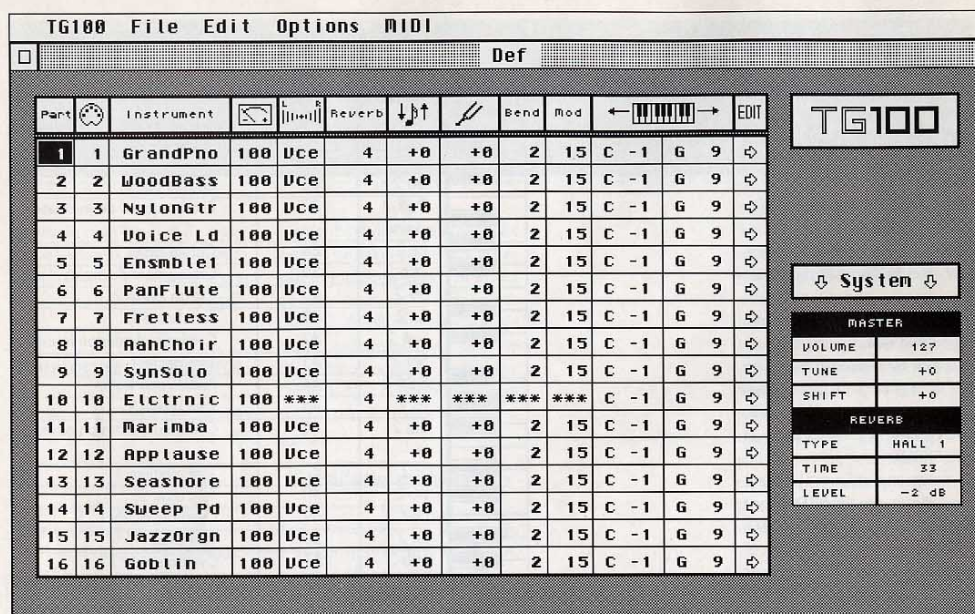 TG100 File Edit Options MIDI
Def
Part Instrument L R Reverb Bend Mod EDIT
1 1 GrandPno 100 Vce 4 +0 +0 2 15 C -1 G 9
2 2 WoodBass 100 Vce 4 +0 +0 2 15 C -1 G 9
3 3 NylonGtr 100 Vce 4 +0 +0 2 15 C -1 G 9
4 4 Voice Ld 100 Vce 4 +0 +0 2 15 C -1 G 9
5 5 Ensmble1 100 Vce 4 +0 +0 2 15 C -1 G 9
6 6 PanFlute 100 Vce 4 +0 +0 2 15 C -1 G 9
7 7 Fretless 100 Vce 4 +0 +0 2 15 C -1 G 9
8 8 AahChoir 100 Vce 4 +0 +0 2 15 C -1 G 9
9 9 SynSolo 100 Vce 4 +0 +0 2 15 C -1 G 9
10 10 Elctrnic 100 *** 4 *** *** *** *** C -1 G 9
11 11 Marimba 100 Vce 4 +0 +0 2 15 C -1 G 9
12 12 Applause 100 Vce 4 +0 +0 2 15 C -1 G 9
13 13 Seashore 100 Vce 4 +0 +0 2 15 C -1 G 9
14 14 Sweep Pd 100 Vce 4 +0 +0 2 15 C -1 G 9
15 15 JazzOrgn 100 Vce 4 +0 +0 2 15 C -1 G 9
16 16 Goblin 100 Vce 4 +0 +0 2 15 C -1 G 9
TG100
System
MASTER
VOLUME 127
TUNE +0
SHIFT +0
REVERB
TYPE HALL 1
TIME 33
LEVEL -2 dB